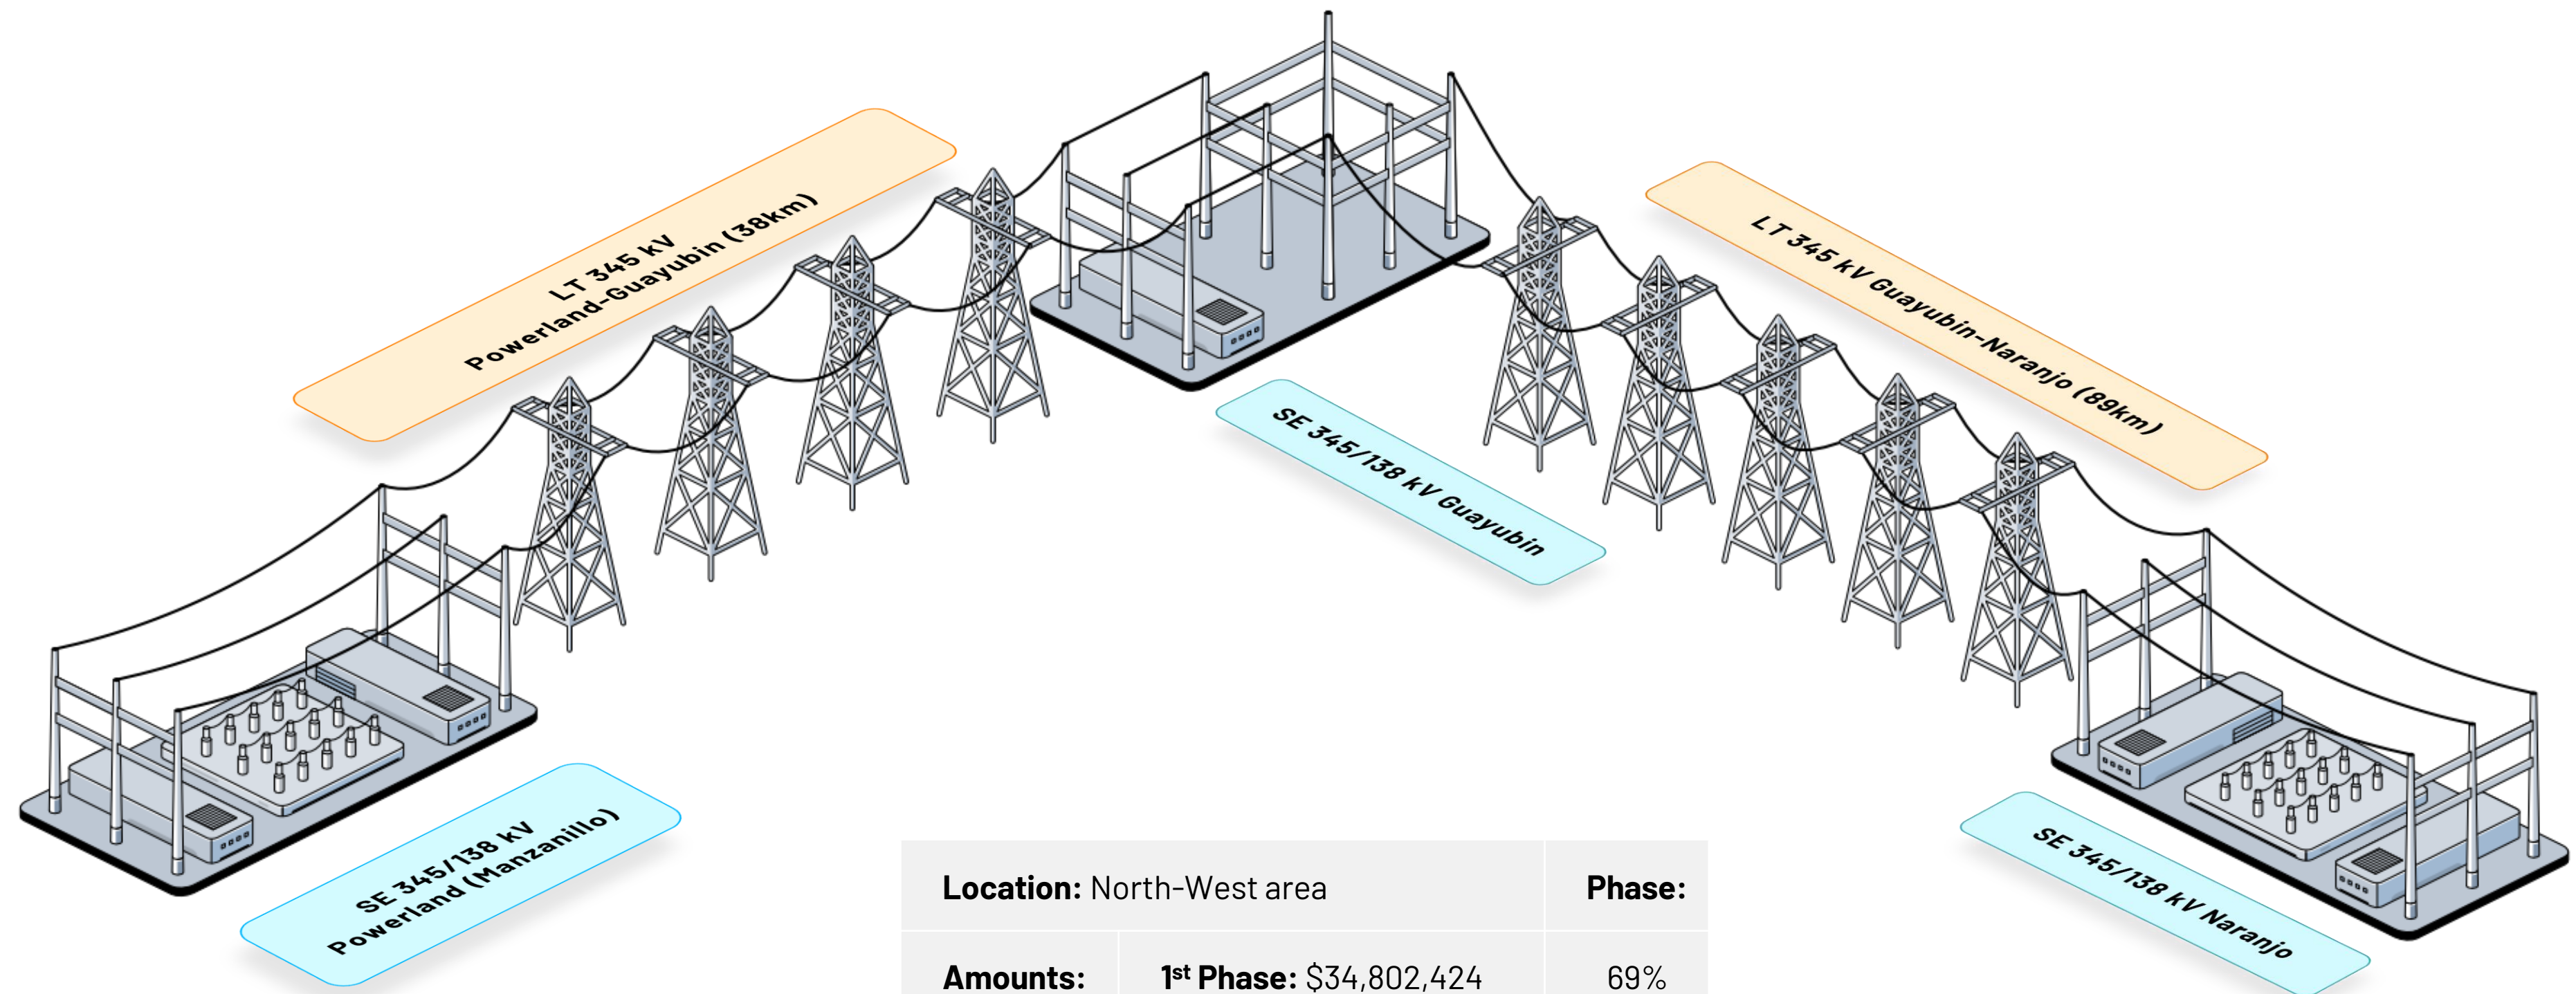 LT 345 kV
Powerland-Guayubin (38km)
LT 345 kV Guayubin-Naranjo (89km)
SE 345/138 kV Guayubin
SE 345/138 kV
Powerland (Manzanillo)
SE 345/138 kV Naranjo
Location: North-West area Phase:
Amounts: 1st Phase: $34,802,424 69%